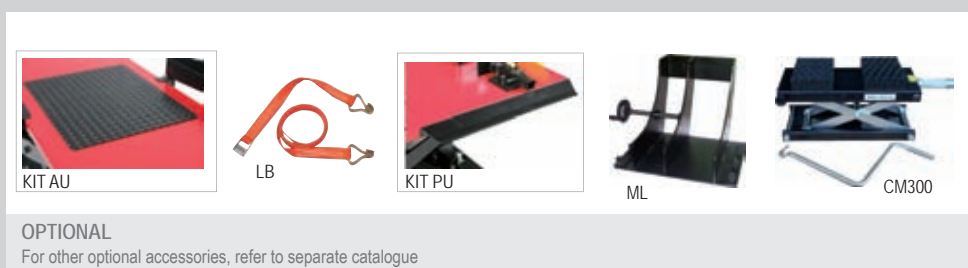 KIT AU
LB
KIT PU
ML
CM300
OPTIONAL
For other optional accessories, refer to separate catalogue